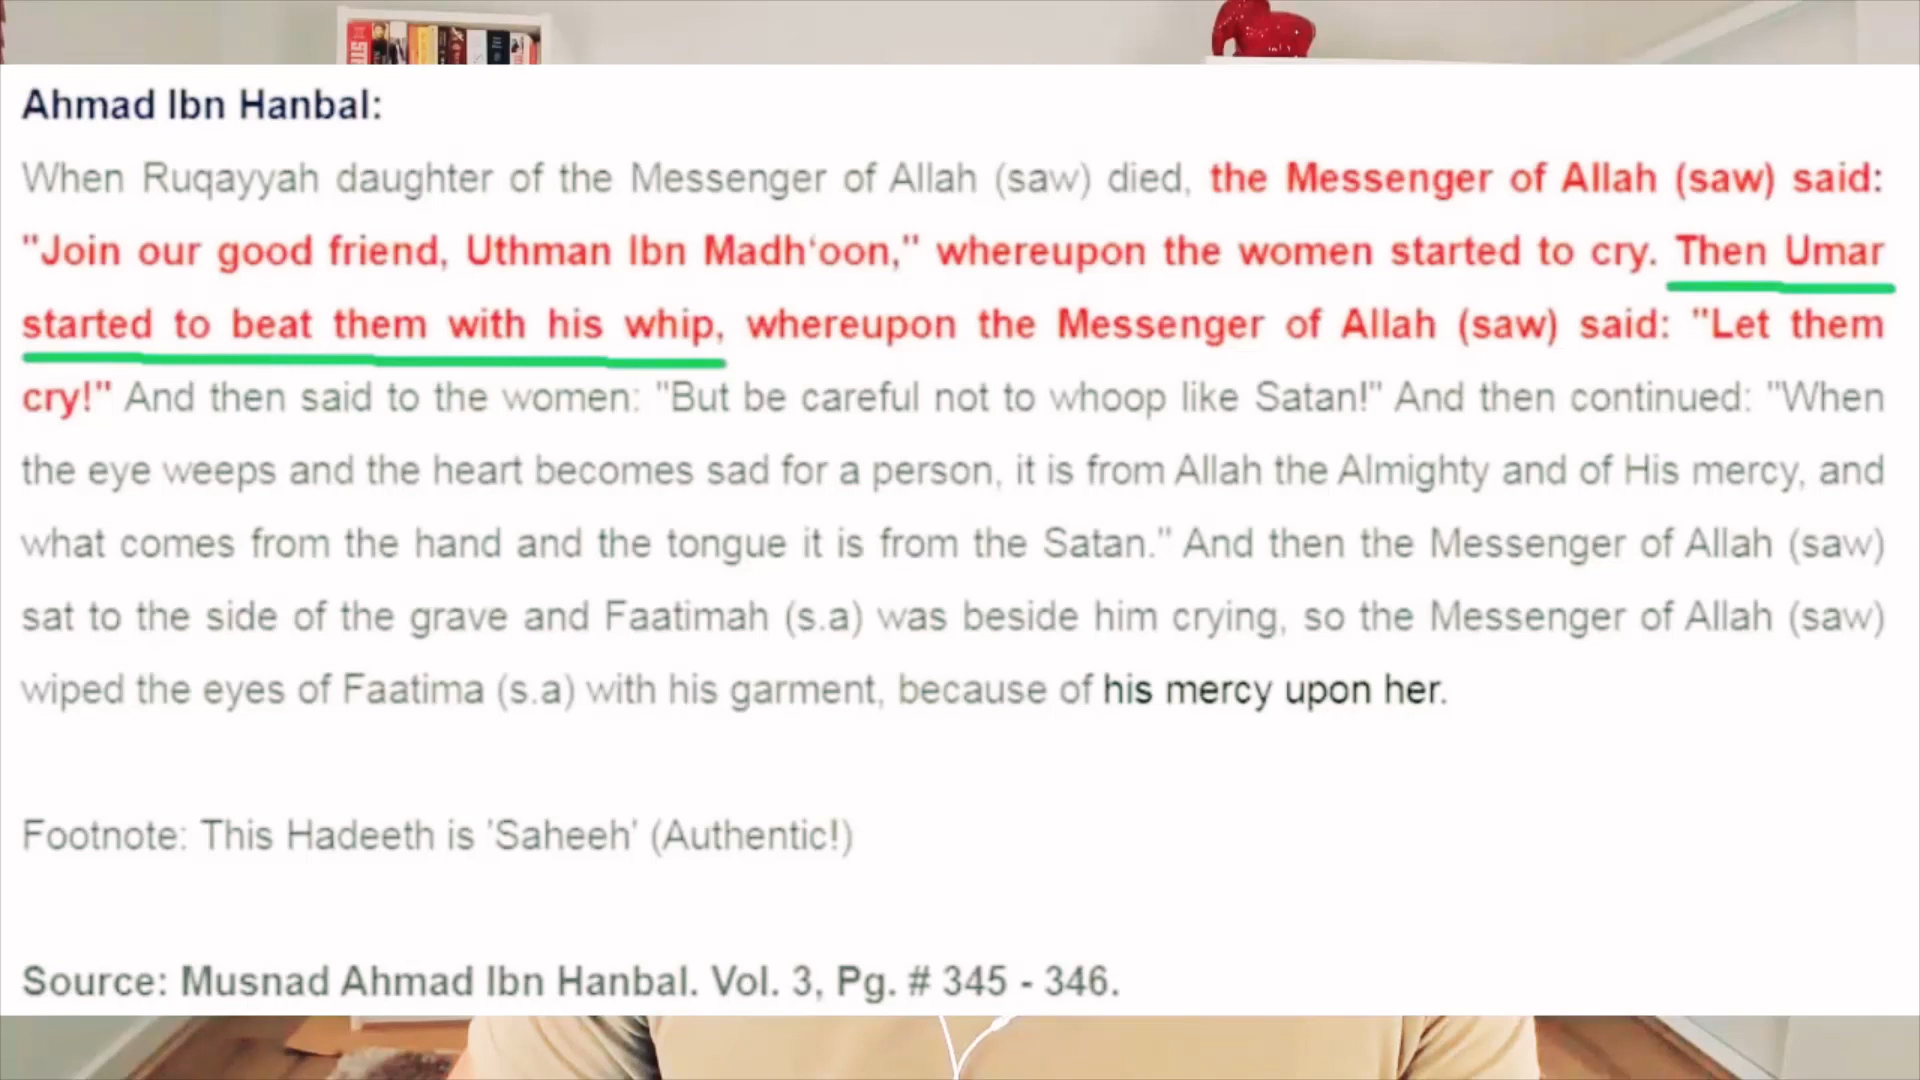 Ahmad Ibn Hanbal:
When Ruqayyah daughter of the Messenger of Allah (saw) died, the Messenger of Allah (saw) said:
"Join our good friend, Uthman Ibn Madh‘oon," whereupon the women started to cry. Then Umar
started to beat them with his whip, whereupon the Messenger of Allah (saw) said: "Let them
cry!" And then said to the women: "But be careful not to whoop like Satan!" And then continued: "When
the eye weeps and the heart becomes sad for a person, it is from Allah the Almighty and of His mercy, and
what comes from the hand and the tongue it is from the Satan." And then the Messenger of Allah (saw)
sat to the side of the grave and Faatimah (s.a) was beside him crying, so the Messenger of Allah (saw)
wiped the eyes of Faatima (s.a) with his garment, because of his mercy upon her.
Footnote: This Hadeeth is 'Saheeh' (Authentic!)
Source: Musnad Ahmad Ibn Hanbal. Vol. 3, Pg. # 345 - 346.